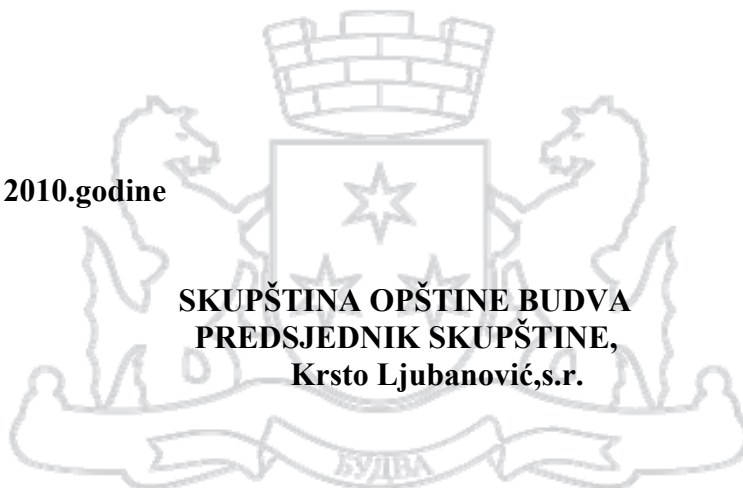 2010.godine
SKUPŠTINA OPŠTINE BUDVA
PREDSJEDNIK SKUPŠTINE,
Krsto Ljubanović,s.r.
БУДВА